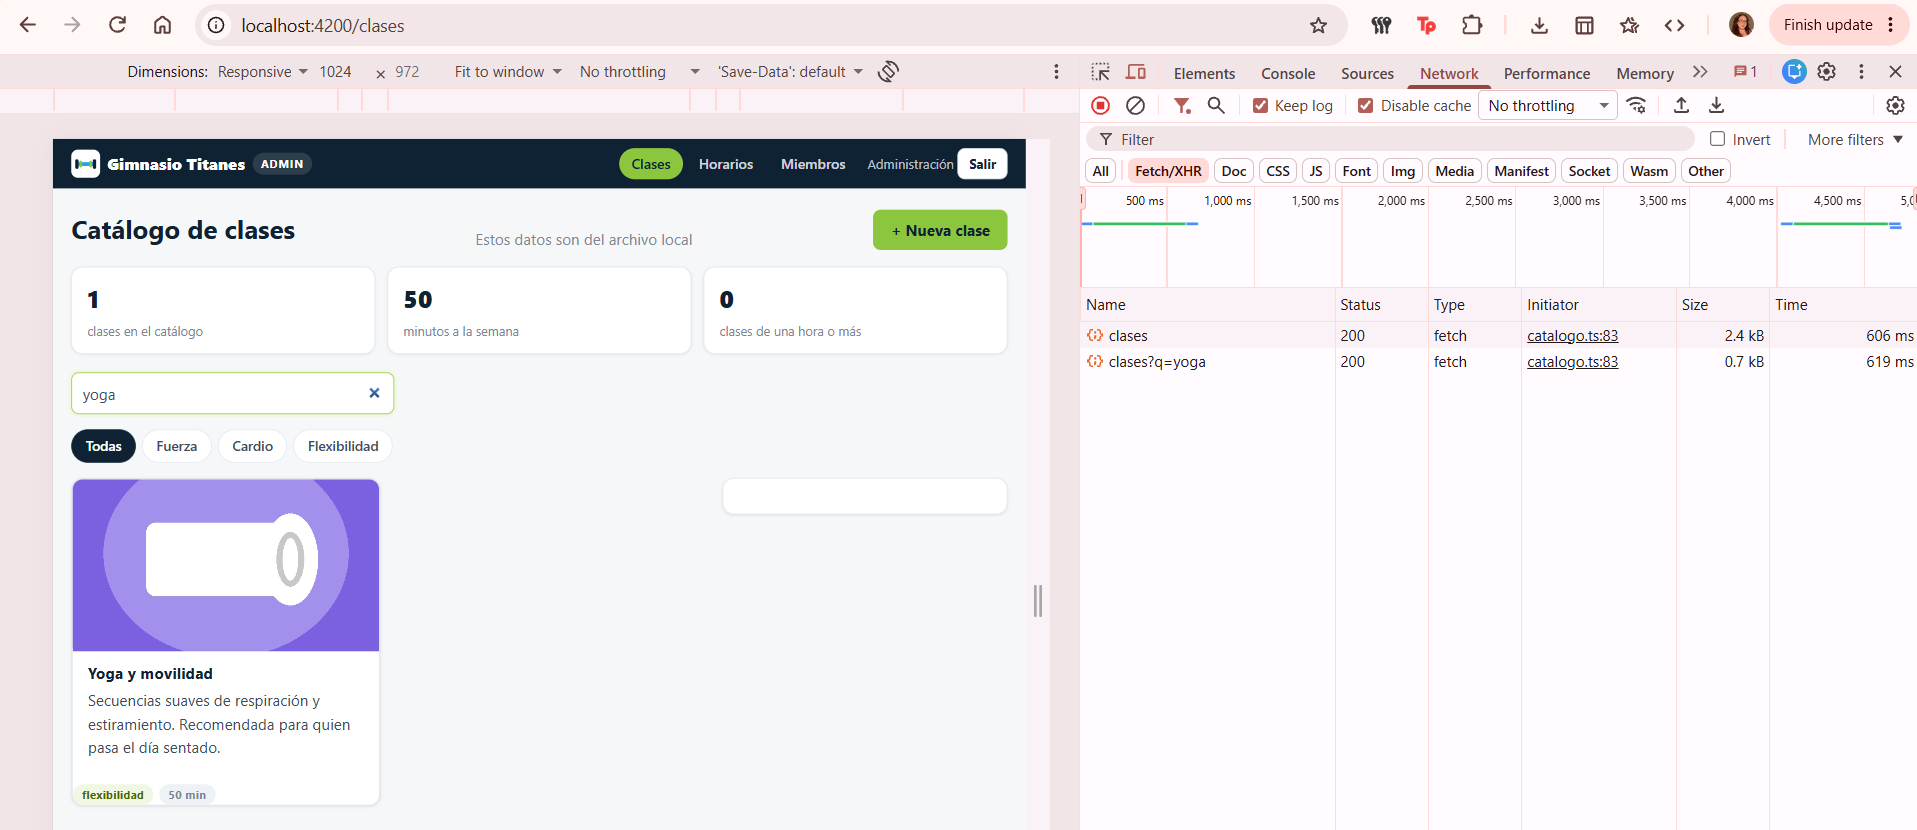 localhost:4200/clases
Finish update
Dimensions: Responsive 1024 × 972 Fit to window No throttling 'Save-Data': default
Elements Console Sources Network Performance Memory 1
Keep log Disable cache No throttling
Filter Invert More filters
All Fetch/XHR Doc CSS JS Font Img Media Manifest Socket Wasm Other
500 ms 1,000 ms 1,500 ms 2,000 ms 2,500 ms 3,000 ms 3,500 ms 4,000 ms 4,500 ms 5,0
Name Status Type Initiator Size Time
clases 200 fetch catalogo.ts:83 2.4 kB 606 ms
clases?q=yoga 200 fetch catalogo.ts:83 0.7 kB 619 ms
Gimnasio Titanes ADMIN Clases Horarios Miembros Administración Salir
Catálogo de clases
Estos datos son del archivo local
+ Nueva clase
1
clases en el catálogo
50
minutos a la semana
0
clases de una hora o más
yoga
Todas Fuerza Cardio Flexibilidad
Yoga y movilidad
Secuencias suaves de respiración y
estiramiento. Recomendada para quien
pasa el día sentado.
flexibilidad 50 min